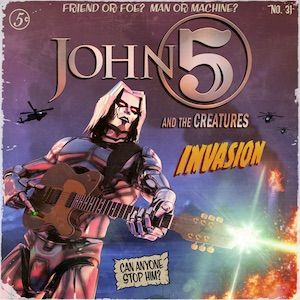 5¢
FRIEND OR FOE? MAN OR MACHINE?
"NO. 31"
JOHN 5
AND THE CREATURES
INVASION
CAN ANYONE
STOP HIM?